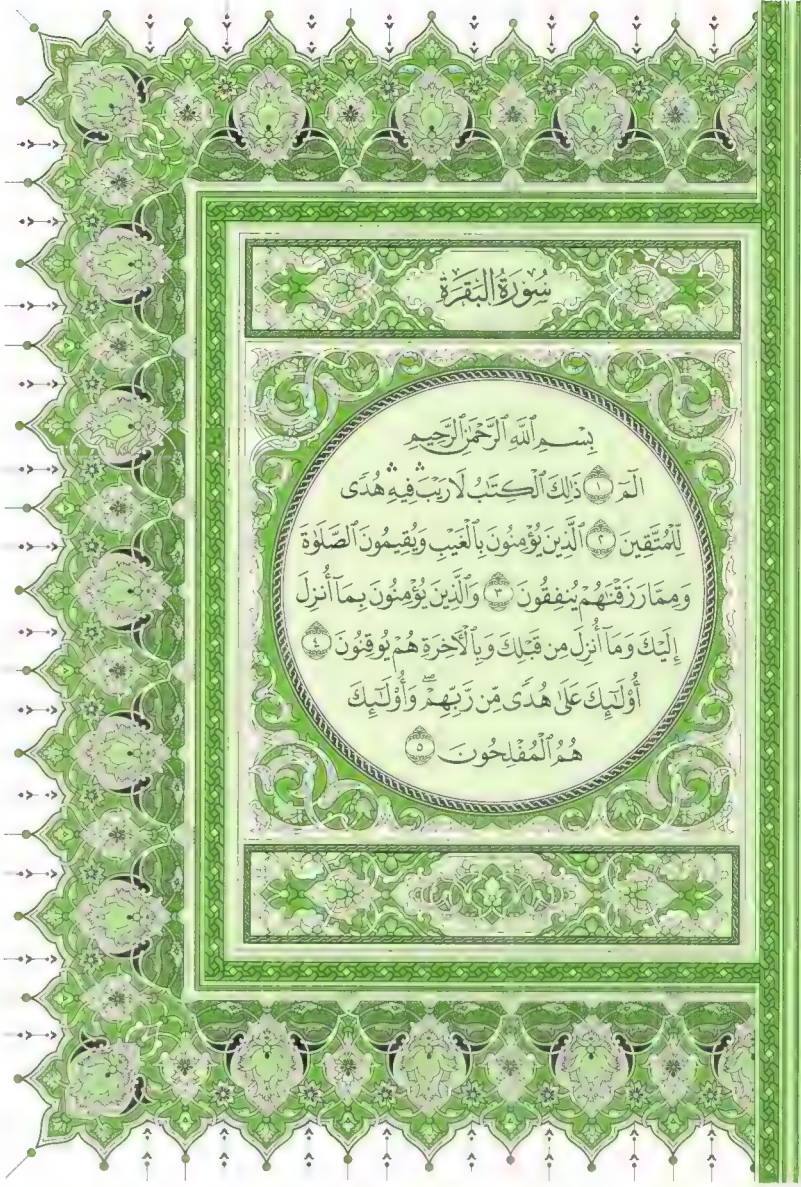 سُورَةُ البَقَرَةِ
بِسْمِ ٱللَّهِ ٱلرَّحْمَٰنِ ٱلرَّحِيمِ
الٓمٓ ١ ذَٰلِكَ ٱلْكِتَٰبُ لَا رَيْبَ ۛ فِيهِ ۛ هُدًى
لِّلْمُتَّقِينَ ٢ ٱلَّذِينَ يُؤْمِنُونَ بِٱلْغَيْبِ وَيُقِيمُونَ ٱلصَّلَوٰةَ
وَمِمَّا رَزَقْنَٰهُمْ يُنفِقُونَ ٣ وَٱلَّذِينَ يُؤْمِنُونَ بِمَآ أُنزِلَ
إِلَيْكَ وَمَآ أُنزِلَ مِن قَبْلِكَ وَبِٱلْأَخِرَةِ هُمْ يُوقِنُونَ ٤
أُو۟لَٰٓئِكَ عَلَىٰ هُدًى مِّن رَّبِّهِمْ ۖ وَأُو۟لَٰٓئِكَ
هُمُ ٱلْمُفْلِحُونَ ٥